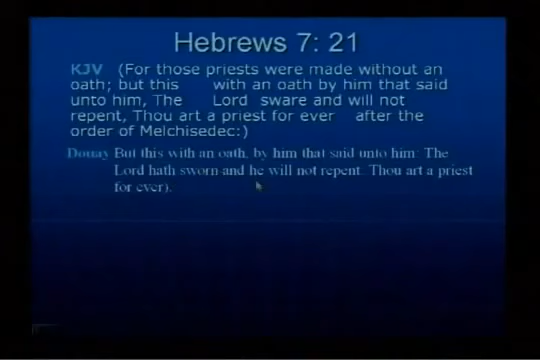 Hebrews 7: 21
KJV (For those priests were made without an
oath; but this with an oath by him that said
unto him, The Lord sware and will not
repent, Thou art a priest for ever after the
order of Melchisedec:)
Douay But this with an oath, by him that said unto him: The
Lord hath sworn and he will not repent. Thou art a priest
for ever).